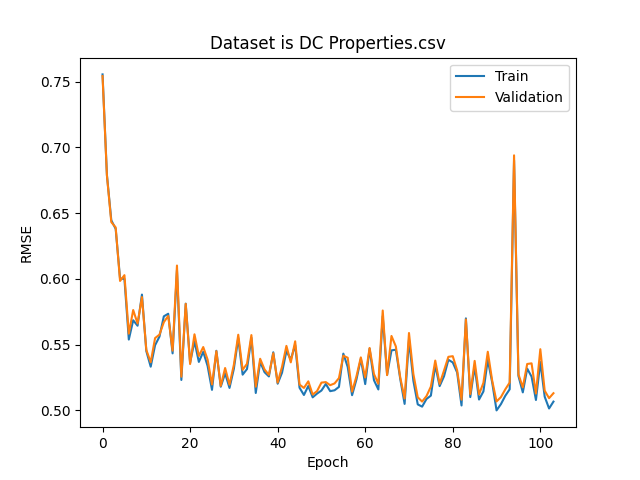 Dataset is DC Properties.csv
Train
Validation
0.75
0.70
0.65
0.60
0.55
0.50
RMSE
0 20 40 60 80 100
Epoch